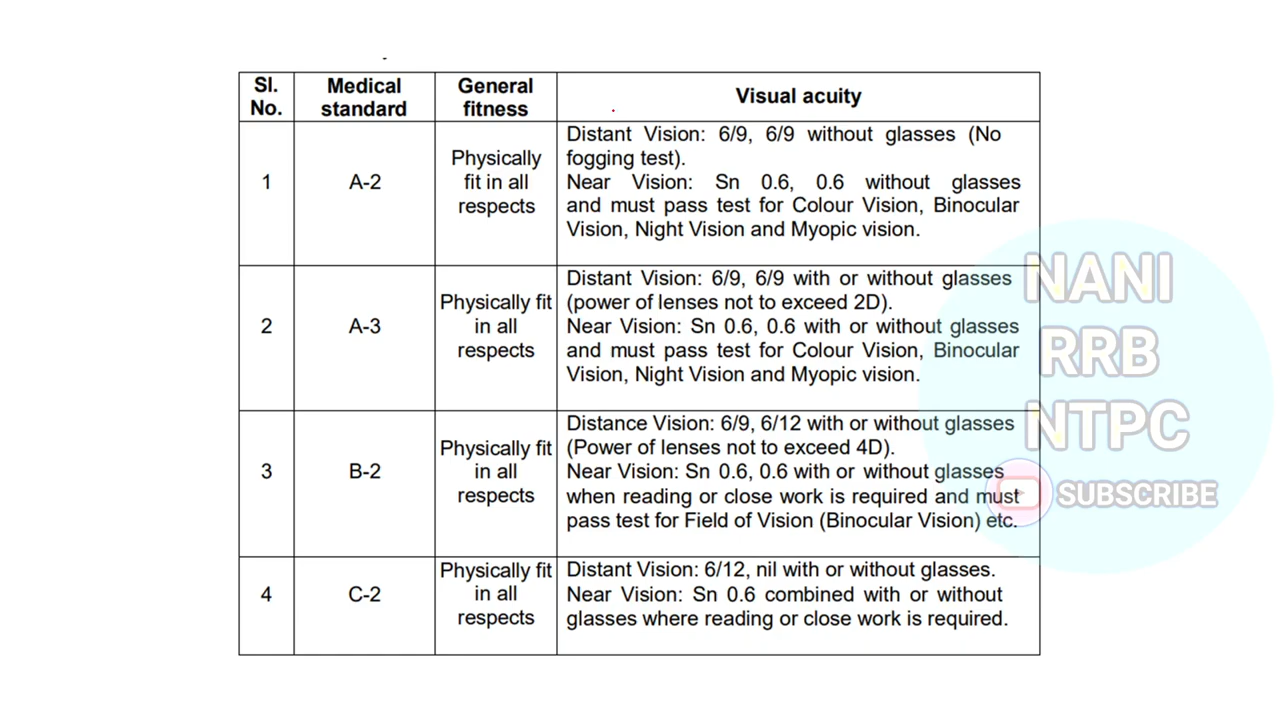 Sl. No.
Medical standard
General fitness
Visual acuity
1
A-2
Physically
fit in all
respects
Distant Vision: 6/9, 6/9 without glasses (No
fogging test).
Near Vision: Sn 0.6, 0.6 without glasses
and must pass test for Colour Vision, Binocular
Vision, Night Vision and Myopic vision.
2
A-3
Physically fit
in all
respects
Distant Vision: 6/9, 6/9 with or without glasses
(power of lenses not to exceed 2D).
Near Vision: Sn 0.6, 0.6 with or without glasses
and must pass test for Colour Vision, Binocular
Vision, Night Vision and Myopic vision.
3
B-2
Physically fit
in all
respects
Distance Vision: 6/9, 6/12 with or without glasses
(Power of lenses not to exceed 4D).
Near Vision: Sn 0.6, 0.6 with or without glasses
when reading or close work is required and must
pass test for Field of Vision (Binocular Vision) etc.
4
C-2
Physically fit
in all
respects
Distant Vision: 6/12, nil with or without glasses.
Near Vision: Sn 0.6 combined with or without
glasses where reading or close work is required.
NANI
RRB
NTPC
SUBSCRIBE